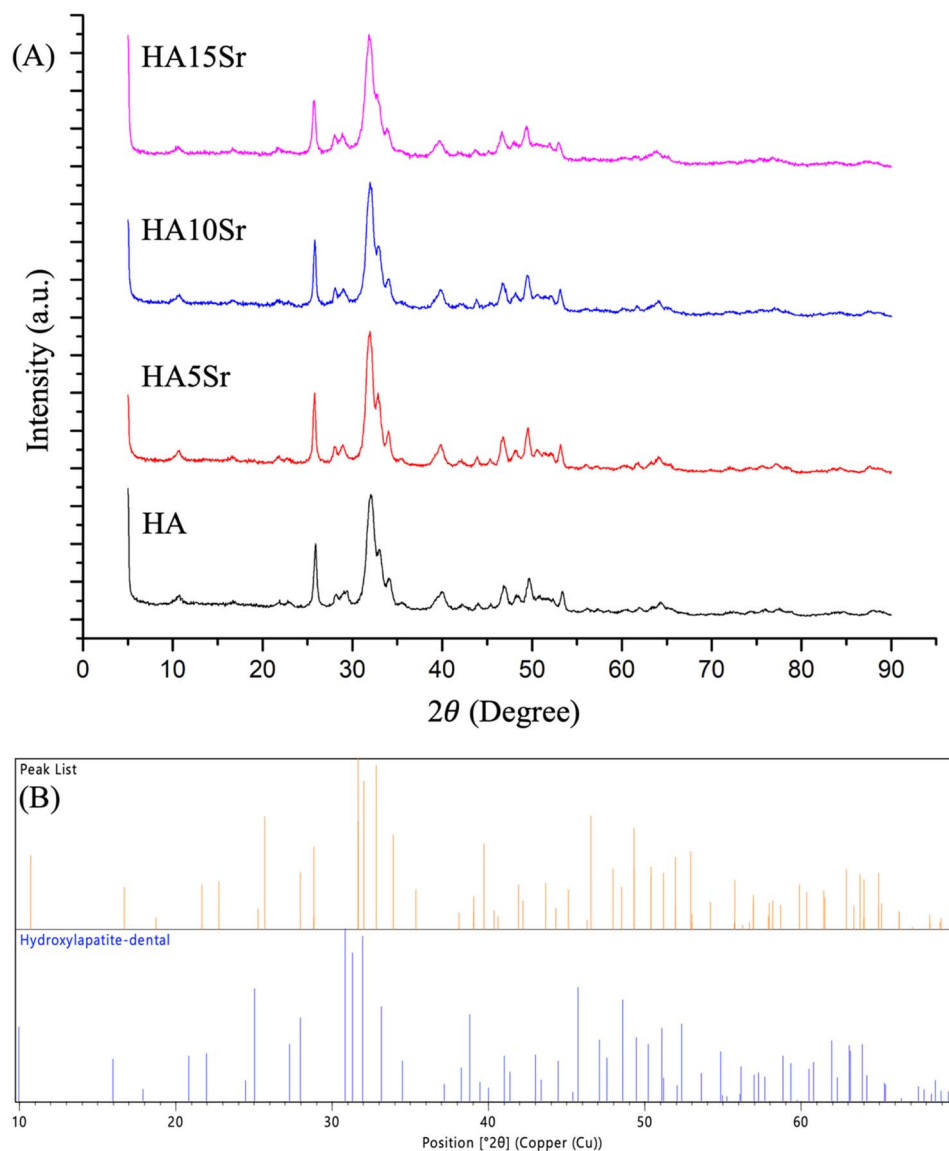 (A)
HA15Sr
HA10Sr
HA5Sr
HA
Intensity (a.u.)
0 10 20 30 40 50 60 70 80 90
2θ (Degree)
Peak List
(B)
Hydroxylapatite-dental
10 20 30 40 50 60
Position [°2θ] (Copper (Cu))